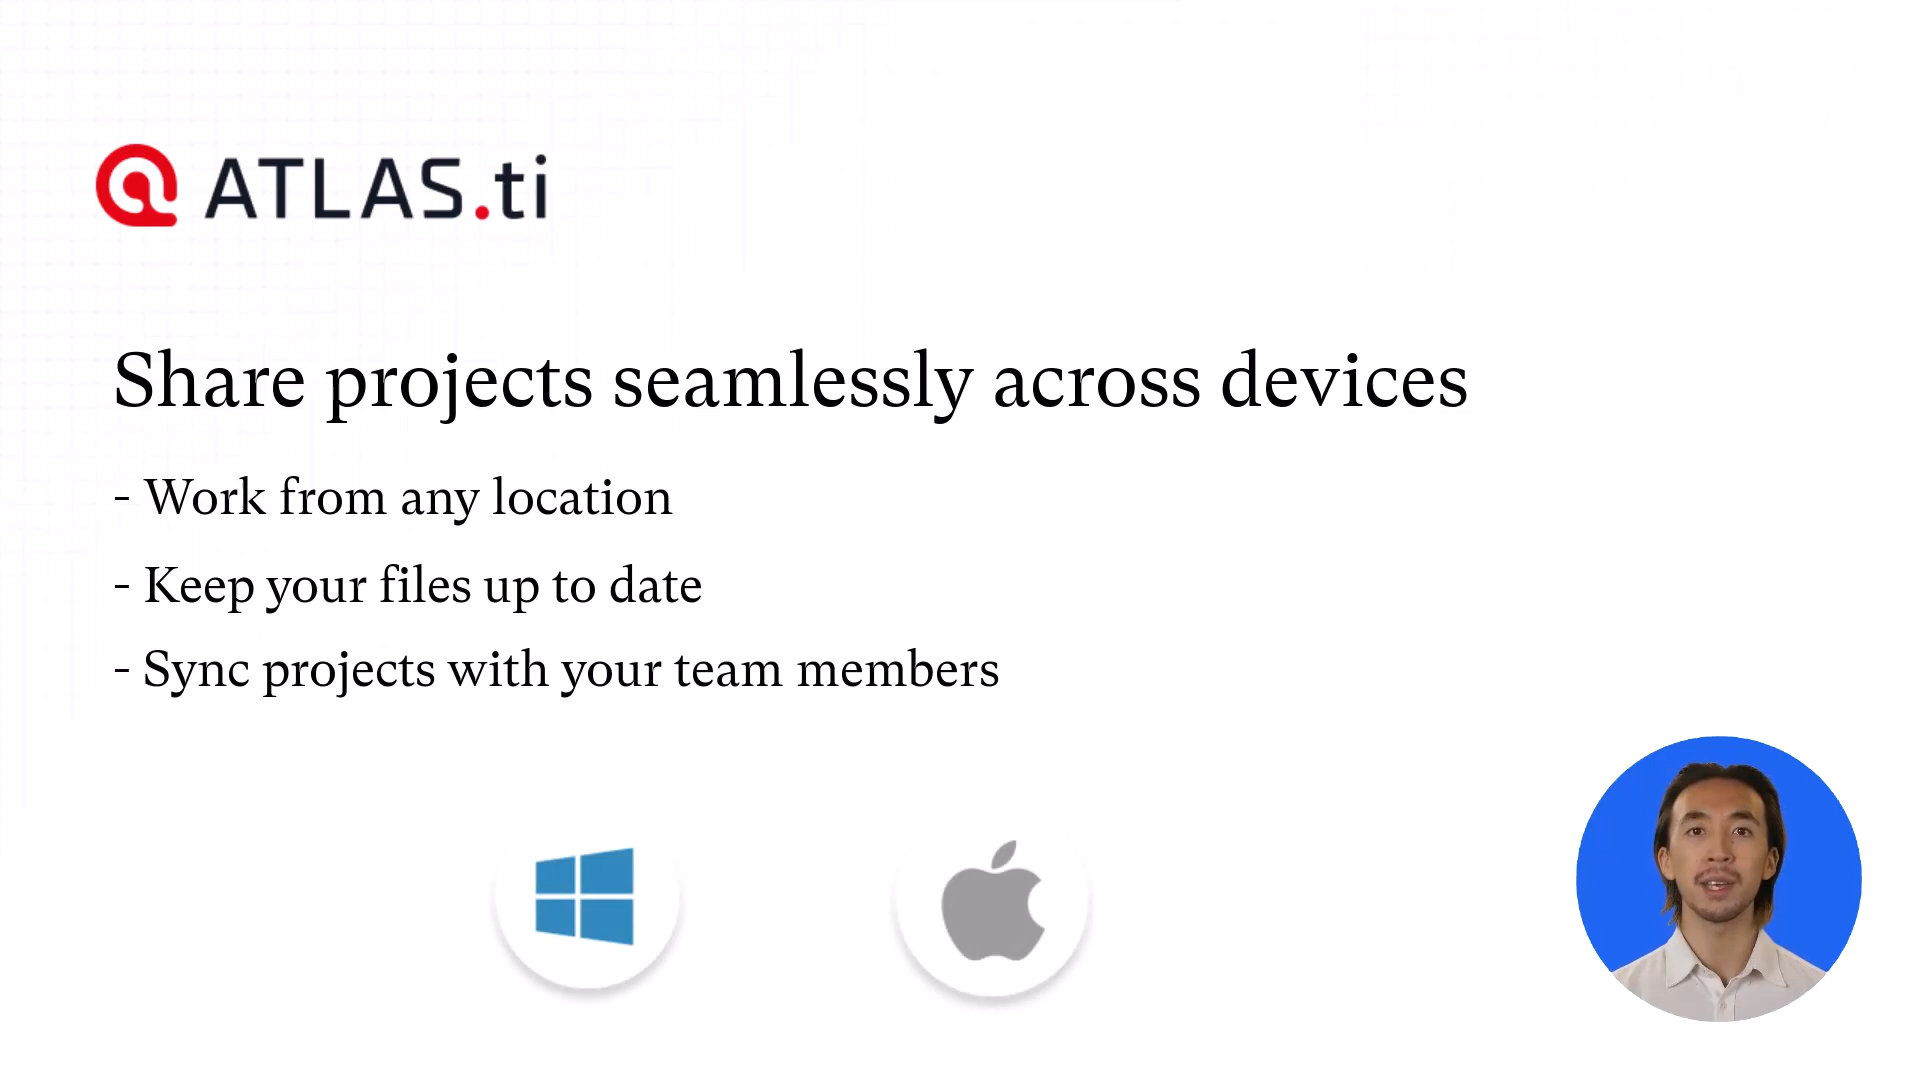 ATLAS.ti
Share projects seamlessly across devices
- Work from any location
- Keep your files up to date
- Sync projects with your team members